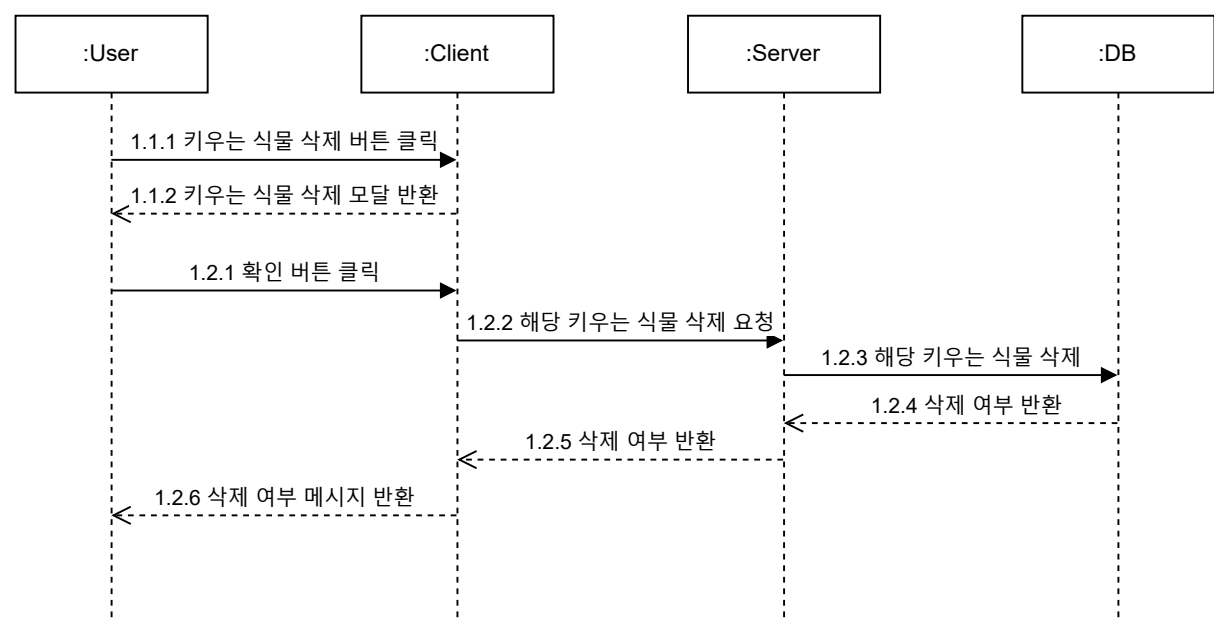 :User
:Client
:Server
:DB
1.1.1 키우는 식물 삭제 버튼 클릭
1.1.2 키우는 식물 삭제 모달 반환
1.2.1 확인 버튼 클릭
1.2.2 해당 키우는 식물 삭제 요청
1.2.3 해당 키우는 식물 삭제
1.2.4 삭제 여부 반환
1.2.5 삭제 여부 반환
1.2.6 삭제 여부 메시지 반환